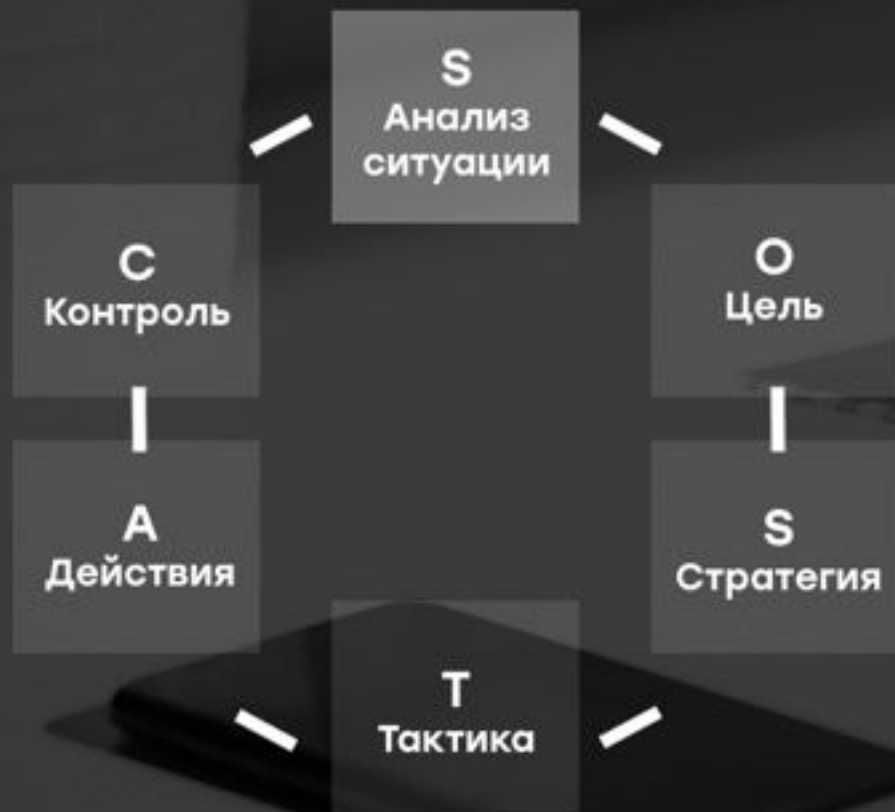 S
Анализ
ситуации
O
Цель
S
Стратегия
T
Тактика
A
Действия
C
Контроль